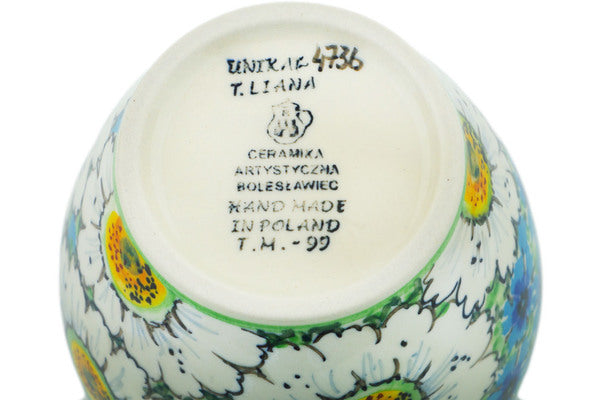 UNIKAT 4736
T.LIANA
CERAMIKA
ARTYSTYCZNA
BOLESŁAWIEC
HAND MADE
IN POLAND
T.M.-99